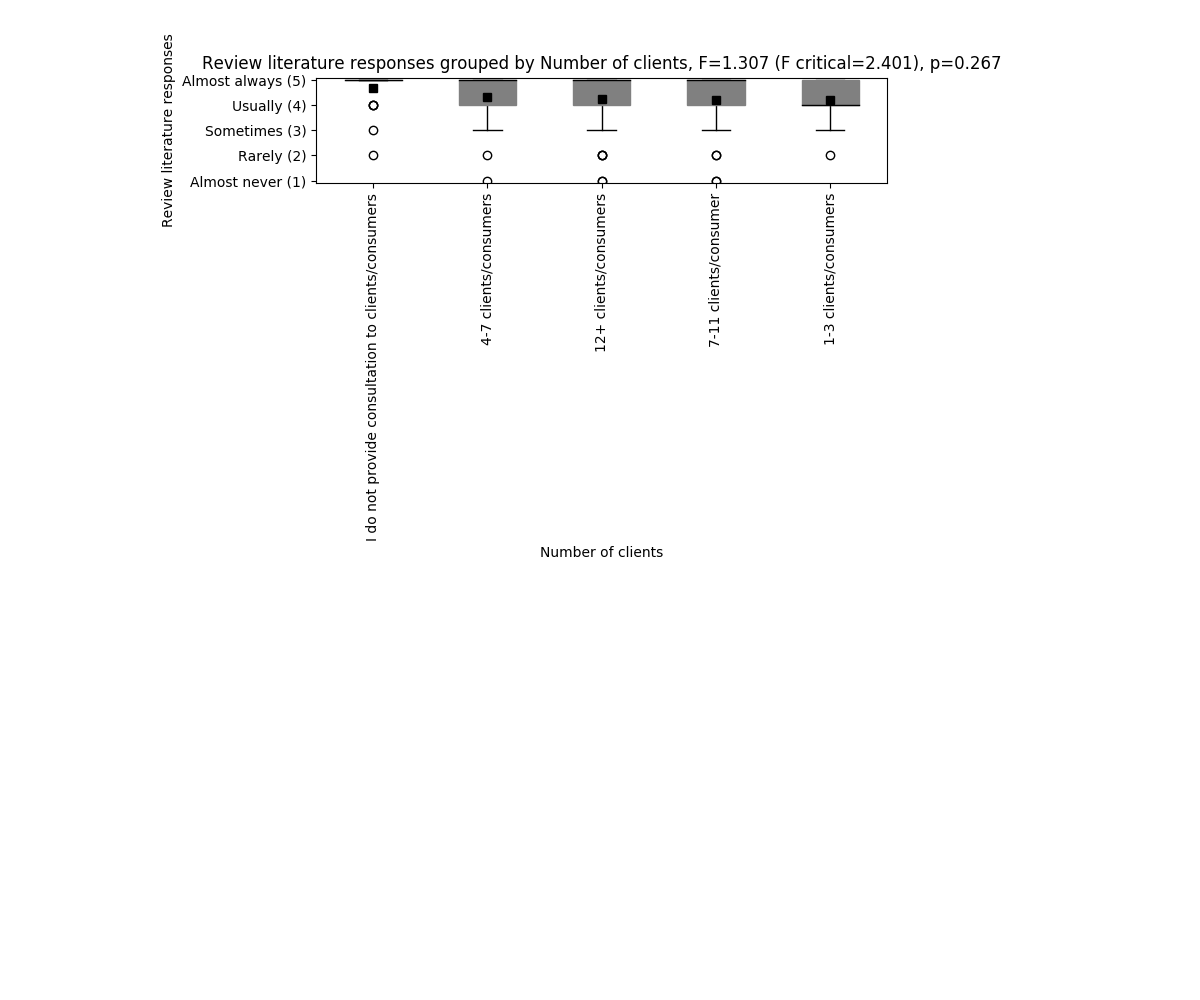 Review literature responses grouped by Number of clients, F=1.307 (F critical=2.401), p=0.267
Review literature responses
Almost always (5)
Usually (4)
Sometimes (3)
Rarely (2)
Almost never (1)
I do not provide consultation to clients/consumers
4-7 clients/consumers
12+ clients/consumers
7-11 clients/consumer
1-3 clients/consumers
Number of clients